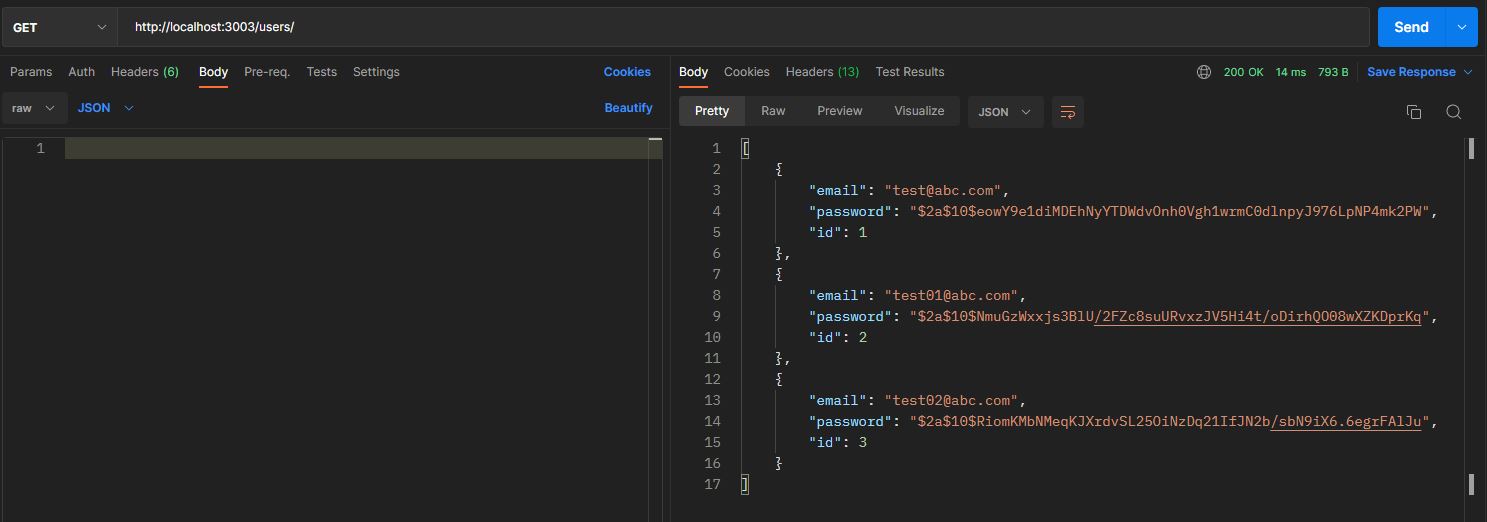 GET http://localhost:3003/users/ Send
Params Auth Headers (6) Body Pre-req. Tests Settings Cookies
raw JSON Beautify
1
Body Cookies Headers (13) Test Results 200 OK 14 ms 793 B Save Response
Pretty Raw Preview Visualize JSON
1 [
2 {
3 "email": "test@abc.com",
4 "password": "$2a$10$eowY9e1diMDEhNyYTDWdvOnh0Vgh1wrmC0dlnpyJ976LpNP4mk2PW",
5 "id": 1
6 },
7 {
8 "email": "test01@abc.com",
9 "password": "$2a$10$NmuGzWxxjs3BlU/2FZc8suURvxzJV5Hi4t/oDirhQO08wXZKDprKq",
10 "id": 2
11 },
12 {
13 "email": "test02@abc.com",
14 "password": "$2a$10$RiomKMbNMeqKJXrdvSL25OiNzDq21IfJN2b/sbN9iX6.6egrFAlJu",
15 "id": 3
16 }
17 ]